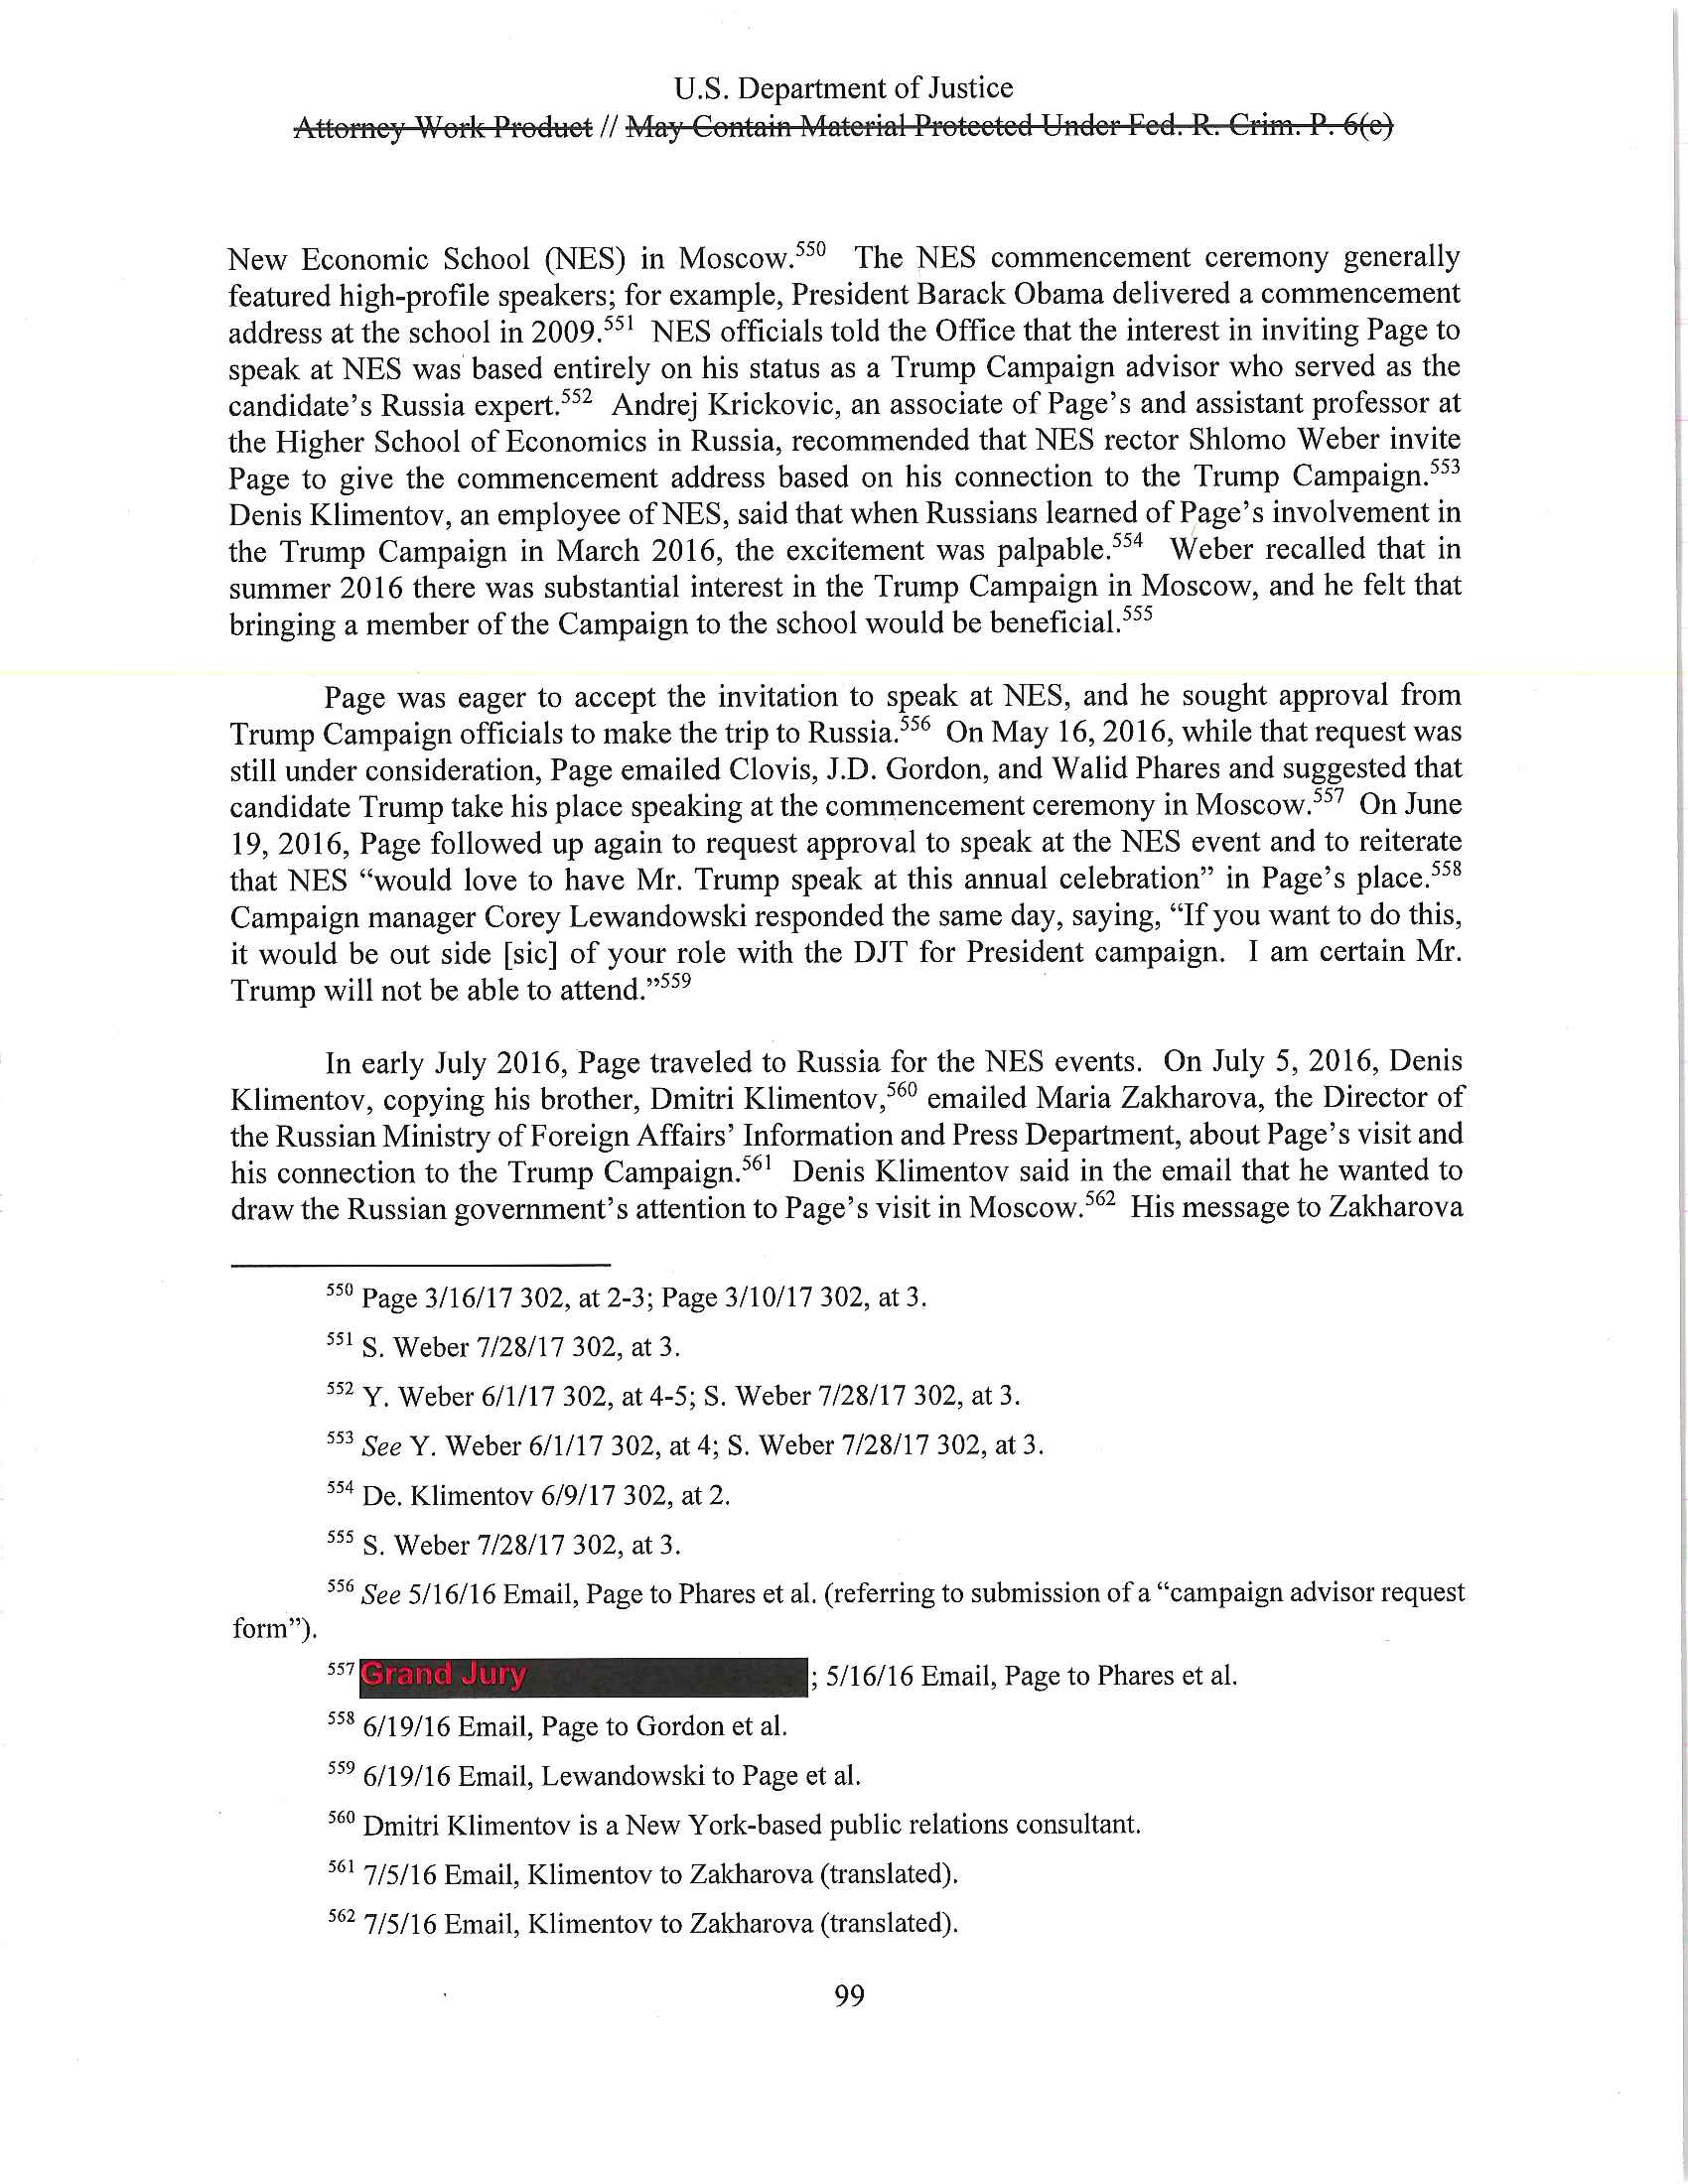 U.S. Department of Justice
Attorney Work Product // May Contain Material Protected Under Fed. R. Crim. P. 6(e)
New Economic School (NES) in Moscow.550 The NES commencement ceremony generally
featured high-profile speakers; for example, President Barack Obama delivered a commencement
address at the school in 2009.551 NES officials told the Office that the interest in inviting Page to
speak at NES was based entirely on his status as a Trump Campaign advisor who served as the
candidate's Russia expert.552 Andrej Krickovic, an associate of Page's and assistant professor at
the Higher School of Economics in Russia, recommended that NES rector Shlomo Weber invite
Page to give the commencement address based on his connection to the Trump Campaign.553
Denis Klimentov, an employee of NES, said that when Russians learned of Page's involvement in
the Trump Campaign in March 2016, the excitement was palpable.554 Weber recalled that in
summer 2016 there was substantial interest in the Trump Campaign in Moscow, and he felt that
bringing a member of the Campaign to the school would be beneficial.555
Page was eager to accept the invitation to speak at NES, and he sought approval from
Trump Campaign officials to make the trip to Russia.556 On May 16, 2016, while that request was
still under consideration, Page emailed Clovis, J.D. Gordon, and Walid Phares and suggested that
candidate Trump take his place speaking at the commencement ceremony in Moscow.557 On June
19, 2016, Page followed up again to request approval to speak at the NES event and to reiterate
that NES “would love to have Mr. Trump speak at this annual celebration” in Page's place.558
Campaign manager Corey Lewandowski responded the same day, saying, “If you want to do this,
it would be out side [sic] of your role with the DJT for President campaign. I am certain Mr.
Trump will not be able to attend.”559
In early July 2016, Page traveled to Russia for the NES events. On July 5, 2016, Denis
Klimentov, copying his brother, Dmitri Klimentov,560 emailed Maria Zakharova, the Director of
the Russian Ministry of Foreign Affairs' Information and Press Department, about Page's visit and
his connection to the Trump Campaign.561 Denis Klimentov said in the email that he wanted to
draw the Russian government's attention to Page's visit in Moscow.562 His message to Zakharova
550 Page 3/16/17 302, at 2-3; Page 3/10/17 302, at 3.
551 S. Weber 7/28/17 302, at 3.
552 Y. Weber 6/1/17 302, at 4-5; S. Weber 7/28/17 302, at 3.
553 See Y. Weber 6/1/17 302, at 4; S. Weber 7/28/17 302, at 3.
554 De. Klimentov 6/9/17 302, at 2.
555 S. Weber 7/28/17 302, at 3.
556 See 5/16/16 Email, Page to Phares et al. (referring to submission of a “campaign advisor request
form”).
557 Grand Jury ; 5/16/16 Email, Page to Phares et al.
558 6/19/16 Email, Page to Gordon et al.
559 6/19/16 Email, Lewandowski to Page et al.
560 Dmitri Klimentov is a New York-based public relations consultant.
561 7/5/16 Email, Klimentov to Zakharova (translated).
562 7/5/16 Email, Klimentov to Zakharova (translated).
99